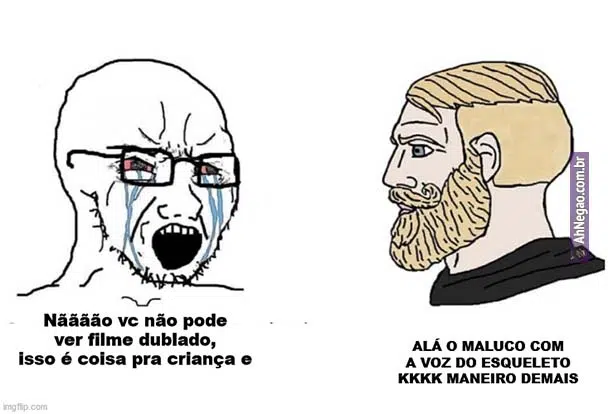 Nããããо vc não pode
ver filme dublado,
isso é coisa pra criança e
ALÁ O MALUCO COM
A VOZ DO ESQUELETO
KKKK MANEIRO DEMAIS
AhNegao.com.br
imgflip.com